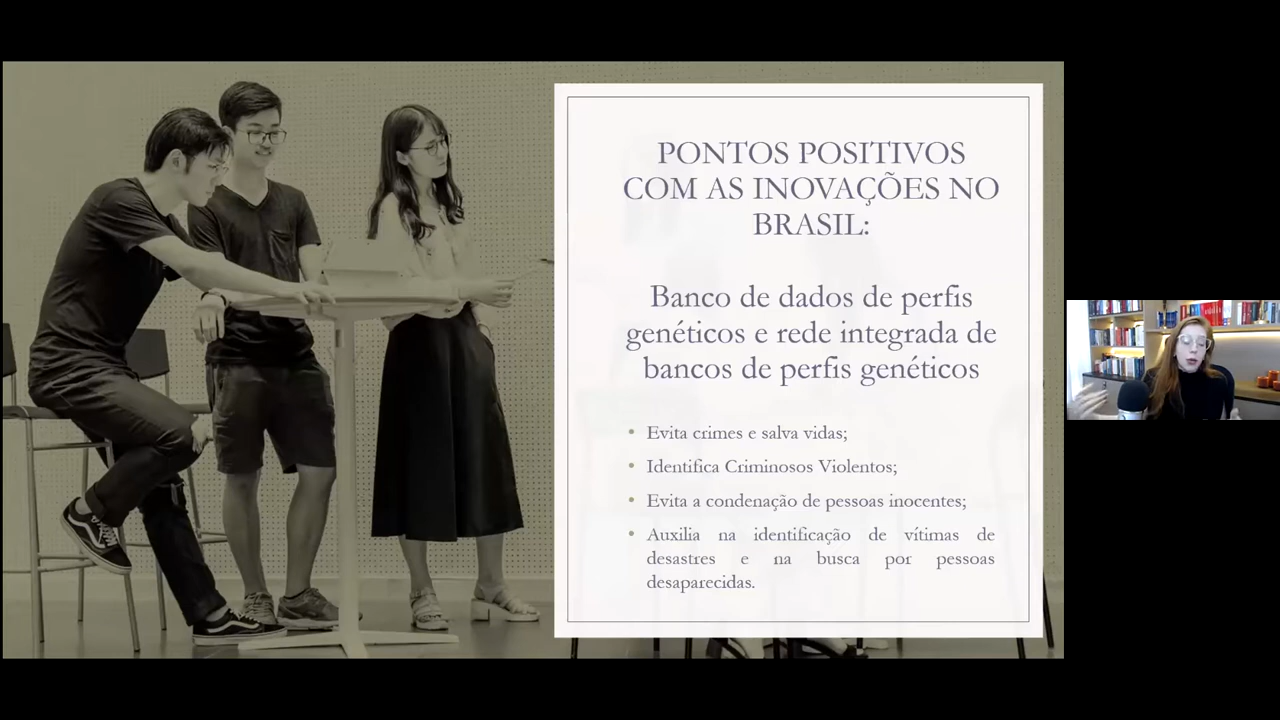 PONTOS POSITIVOS
COM AS INOVAÇÕES NO
BRASIL:
Banco de dados de perfis
genéticos e rede integrada de
bancos de perfis genéticos
• Evita crimes e salva vidas;
• Identifica Criminosos Violentos;
• Evita a condenação de pessoas inocentes;
• Auxilia na identificação de vítimas de
desastres e na busca por pessoas
desaparecidas.